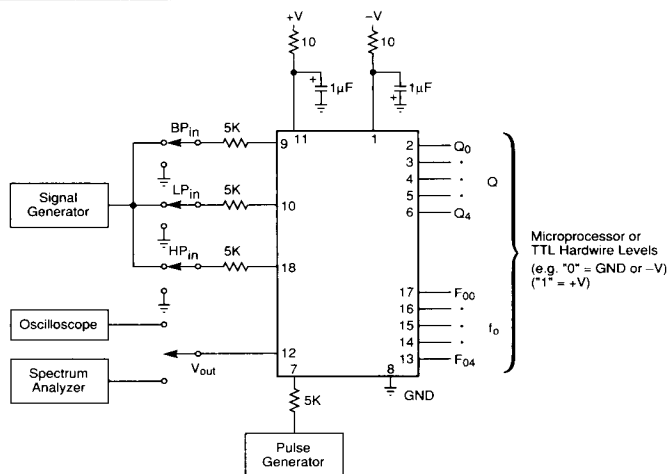 +V
−V
10
10
+
1µF
1µF
+
BPin
5K
9
11
1
2
Q0
3
"
4
"
Q
5
"
6
Q4
Signal
Generator
LPin
5K
10
HPin
5K
18
Microprocessor or
TTL Hardwire Levels
(e.g. "0" = GND or −V)
("1" = +V)
17
F00
16
"
15
"
fo
14
"
13
F04
Oscilloscope
Spectrum
Analyzer
Vout
12
7
8
GND
5K
Pulse
Generator